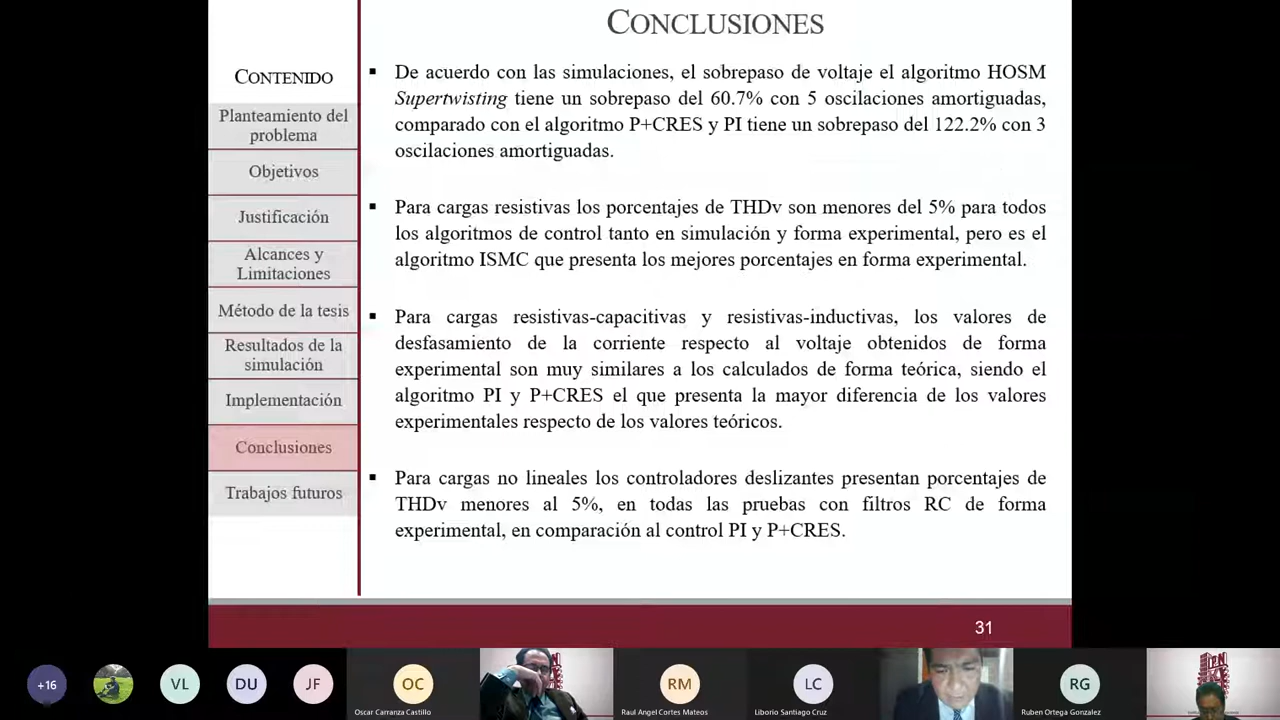 CONCLUSIONES
CONTENIDO
Planteamiento del
problema
Objetivos
Justificación
Alcances y
Limitaciones
Método de la tesis
Resultados de la
simulación
Implementación
Conclusiones
Trabajos futuros
▪ De acuerdo con las simulaciones, el sobrepaso de voltaje el algoritmo HOSM
Supertwisting tiene un sobrepaso del 60.7% con 5 oscilaciones amortiguadas,
comparado con el algoritmo P+CRES y PI tiene un sobrepaso del 122.2% con 3
oscilaciones amortiguadas.
▪ Para cargas resistivas los porcentajes de THDv son menores del 5% para todos
los algoritmos de control tanto en simulación y forma experimental, pero es el
algoritmo ISMC que presenta los mejores porcentajes en forma experimental.
▪ Para cargas resistivas-capacitivas y resistivas-inductivas, los valores de
desfasamiento de la corriente respecto al voltaje obtenidos de forma
experimental son muy similares a los calculados de forma teórica, siendo el
algoritmo PI y P+CRES el que presenta la mayor diferencia de los valores
experimentales respecto de los valores teóricos.
▪ Para cargas no lineales los controladores deslizantes presentan porcentajes de
THDv menores al 5%, en todas las pruebas con filtros RC de forma
experimental, en comparación al control PI y P+CRES.
31
+16
VL
DU
JF
OC
Oscar Carranza Castillo
RM
Raul Angel Cortes Mateos
LC
Liborio Santiago Cruz
RG
Ruben Ortega Gonzalez